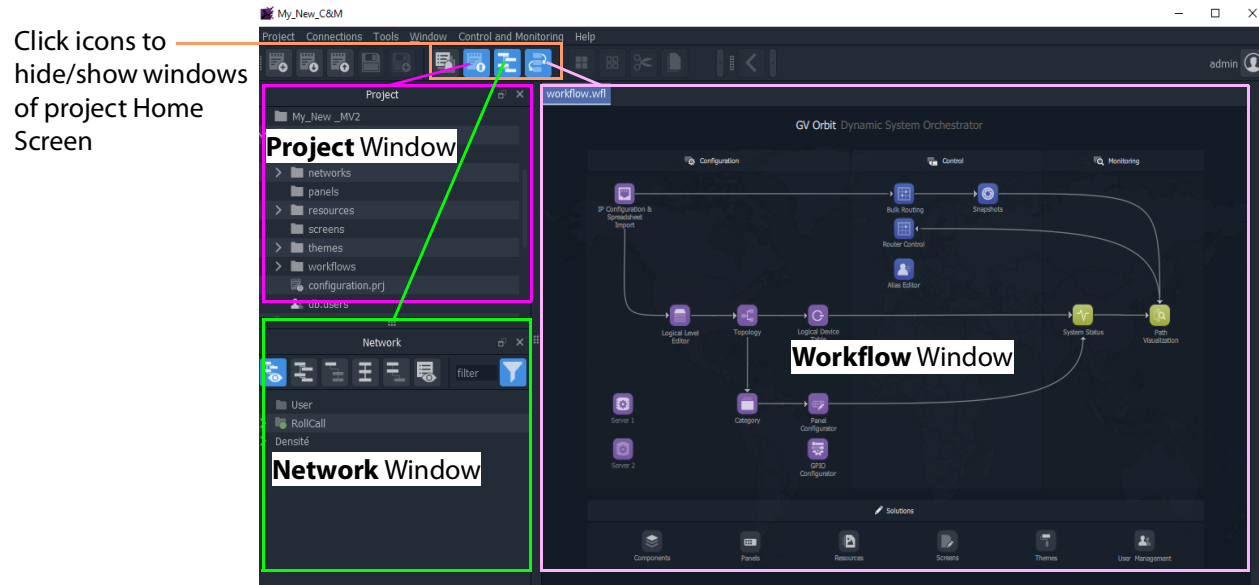 My_New_C&M
Click icons to
hide/show windows
of project Home
Screen
Project Connections Tools Window Control and Monitoring Help
admin
Project
workflow.wfl
My_New _MV2
Project Window
networks
panels
resources
screens
themes
workflows
configuration.prj
db.users
Network
filter
User
RollCall
Densité
Network Window
GV Orbit Dynamic System Orchestrator
Configuration
Control
Monitoring
IP Configuration &
Spreadsheet
Import
Bulk Routing
Snapshots
Router Control
Alias Editor
Logical Level
Editor
Topology
Logical Device
System Status
Path
Visualization
Workflow Window
Server 1
Category
Panel
Configurator
Server 2
GPIO
Configurator
Solutions
Components
Panels
Resources
Screens
Themes
User Management